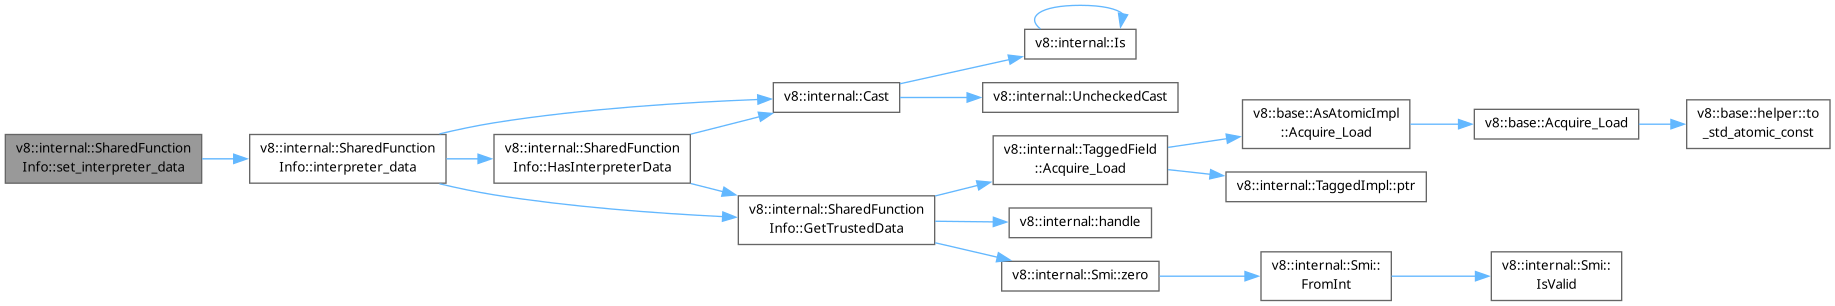 v8::internal::SharedFunction
Info::set_interpreter_data
v8::internal::SharedFunction
Info::interpreter_data
v8::internal::SharedFunction
Info::HasInterpreterData
v8::internal::Cast
v8::internal::SharedFunction
Info::GetTrustedData
v8::internal::Is
v8::internal::UncheckedCast
v8::internal::TaggedField
::Acquire_Load
v8::internal::handle
v8::internal::Smi::zero
v8::base::AsAtomicImpl
::Acquire_Load
v8::internal::TaggedImpl::ptr
v8::internal::Smi::
FromInt
v8::base::Acquire_Load
v8::internal::Smi::
IsValid
v8::base::helper::to
_std_atomic_const